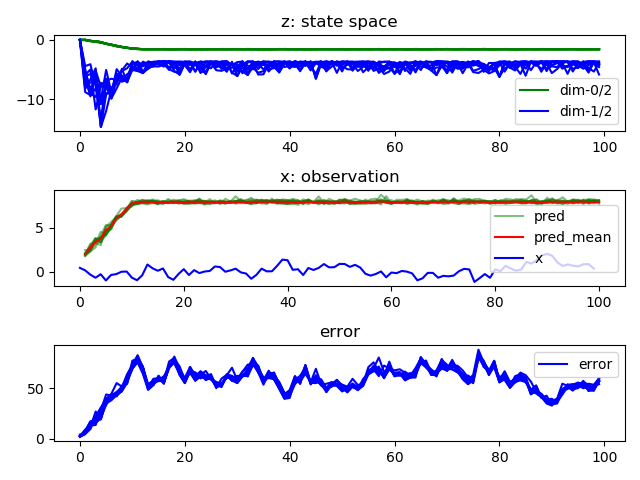 z: state space
0
−10
dim-0/2
dim-1/2
0 20 40 60 80 100
x: observation
5
0
pred
pred_mean
x
0 20 40 60 80 100
error
50
0
error
0 20 40 60 80 100